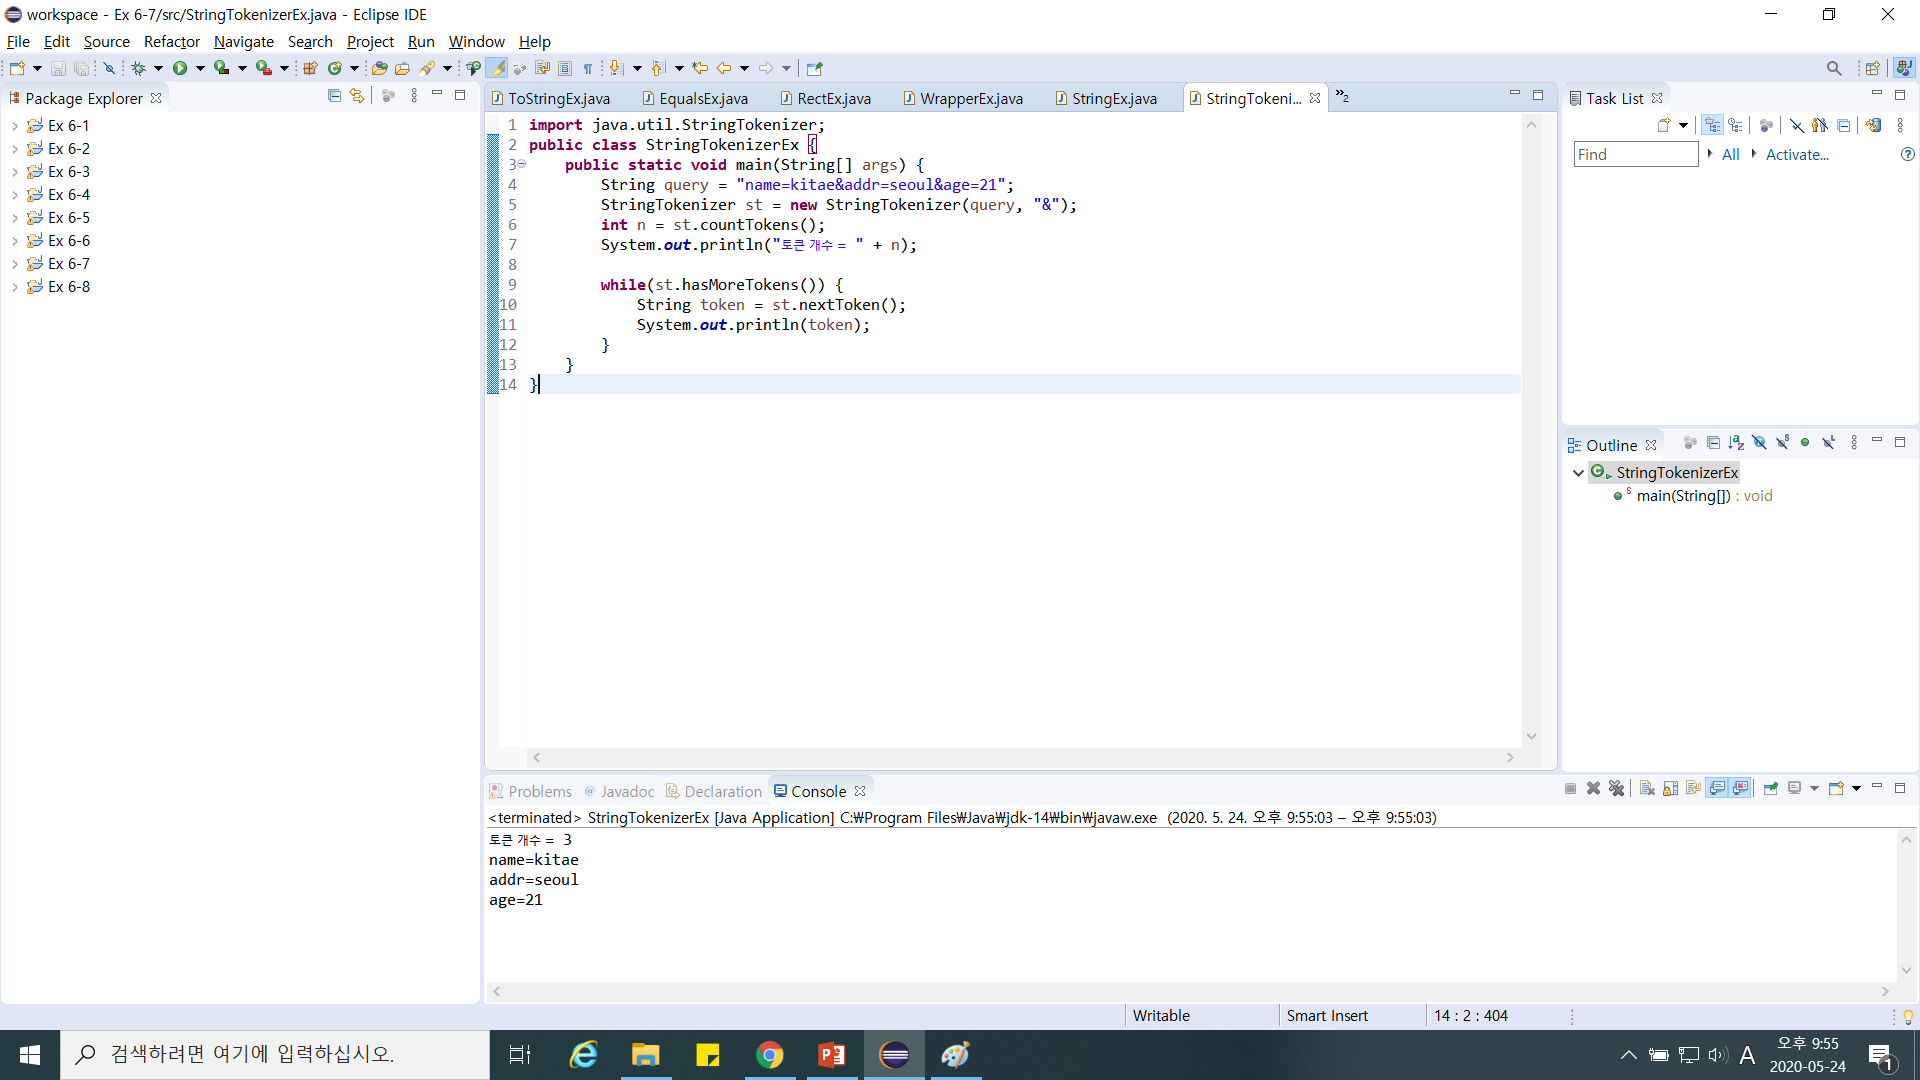 workspace - Ex 6-7/src/StringTokenizerEx.java - Eclipse IDE
File Edit Source Refactor Navigate Search Project Run Window Help
Package Explorer
Ex 6-1
Ex 6-2
Ex 6-3
Ex 6-4
Ex 6-5
Ex 6-6
Ex 6-7
Ex 6-8
ToStringEx.java EqualsEx.java RectEx.java WrapperEx.java StringEx.java StringTokeni... »2
1 import java.util.StringTokenizer;
2 public class StringTokenizerEx {
3 public static void main(String[] args) {
4 String query = "name=kitae&addr=seoul&age=21";
5 StringTokenizer st = new StringTokenizer(query, "&");
6 int n = st.countTokens();
7 System.out.println("토큰 개수 = " + n);
8
9 while(st.hasMoreTokens()) {
10 String token = st.nextToken();
11 System.out.println(token);
12 }
13 }
14 }
Task List
Find All Activate...
Outline
StringTokenizerEx
main(String[]) : void
Problems @ Javadoc Declaration Console
<terminated> StringTokenizerEx [Java Application] C:₩Program Files₩Java₩jdk-14₩bin₩javaw.exe (2020. 5. 24. 오후 9:55:03 – 오후 9:55:03)
토큰 개수 = 3
name=kitae
addr=seoul
age=21
Writable Smart Insert 14 : 2 : 404
검색하려면 여기에 입력하십시오.
A
오후 9:55
2020-05-24
1